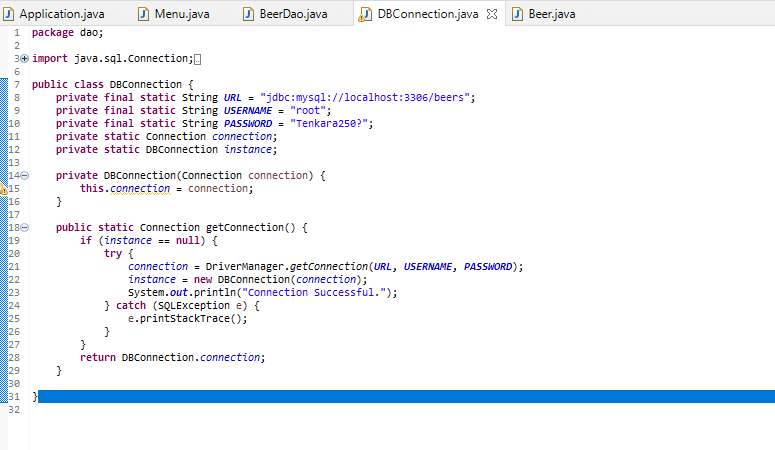 Application.java Menu.java BeerDao.java DBConnection.java Beer.java
1 package dao;
2
3 import java.sql.Connection;
6
7 public class DBConnection {
8 private final static String URL = "jdbc:mysql://localhost:3306/beers";
9 private final static String USERNAME = "root";
10 private final static String PASSWORD = "Tenkara250?";
11 private static Connection connection;
12 private static DBConnection instance;
13
14 private DBConnection(Connection connection) {
15 this.connection = connection;
16 }
17
18 public static Connection getConnection() {
19 if (instance == null) {
20 try {
21 connection = DriverManager.getConnection(URL, USERNAME, PASSWORD);
22 instance = new DBConnection(connection);
23 System.out.println("Connection Successful.");
24 } catch (SQLException e) {
25 e.printStackTrace();
26 }
27 }
28 return DBConnection.connection;
29 }
30
31 }
32